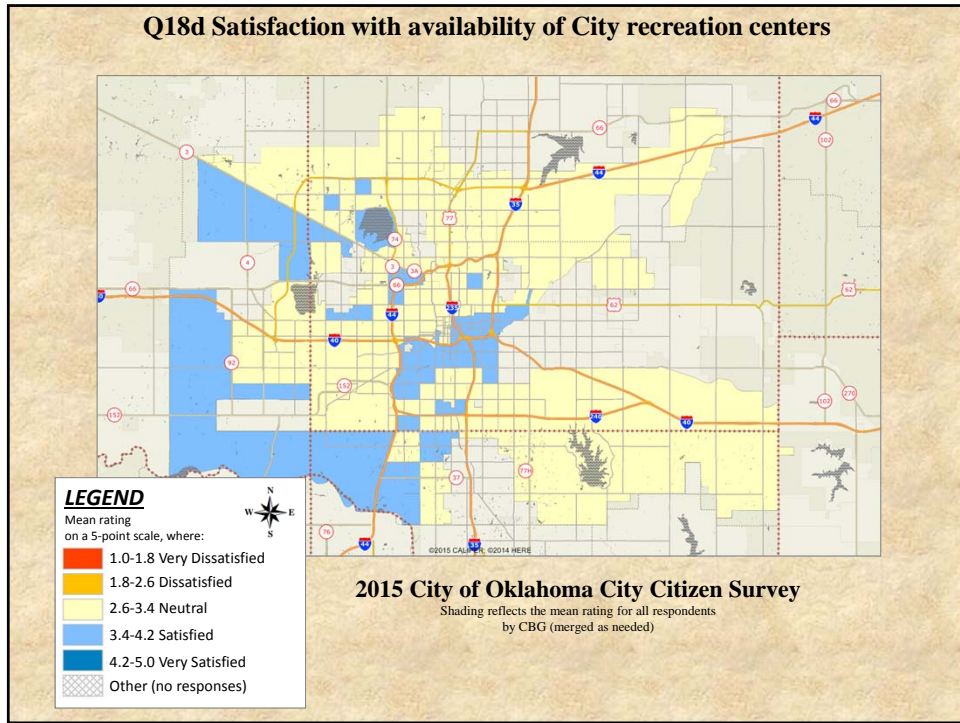 Q18d Satisfaction with availability of City recreation centers
66
44
102
3
66
44
35
77
74
4
3
3A
66
66
62
62
235
44
40
92
152
102
270
152
240
40
37
77H
76
44
35
©2015 CALIPER; ©2014 HERE
LEGEND
N
W E
S
Mean rating
on a 5-point scale, where:
1.0-1.8 Very Dissatisfied
1.8-2.6 Dissatisfied
2.6-3.4 Neutral
3.4-4.2 Satisfied
4.2-5.0 Very Satisfied
Other (no responses)
2015 City of Oklahoma City Citizen Survey
Shading reflects the mean rating for all respondents
by CBG (merged as needed)